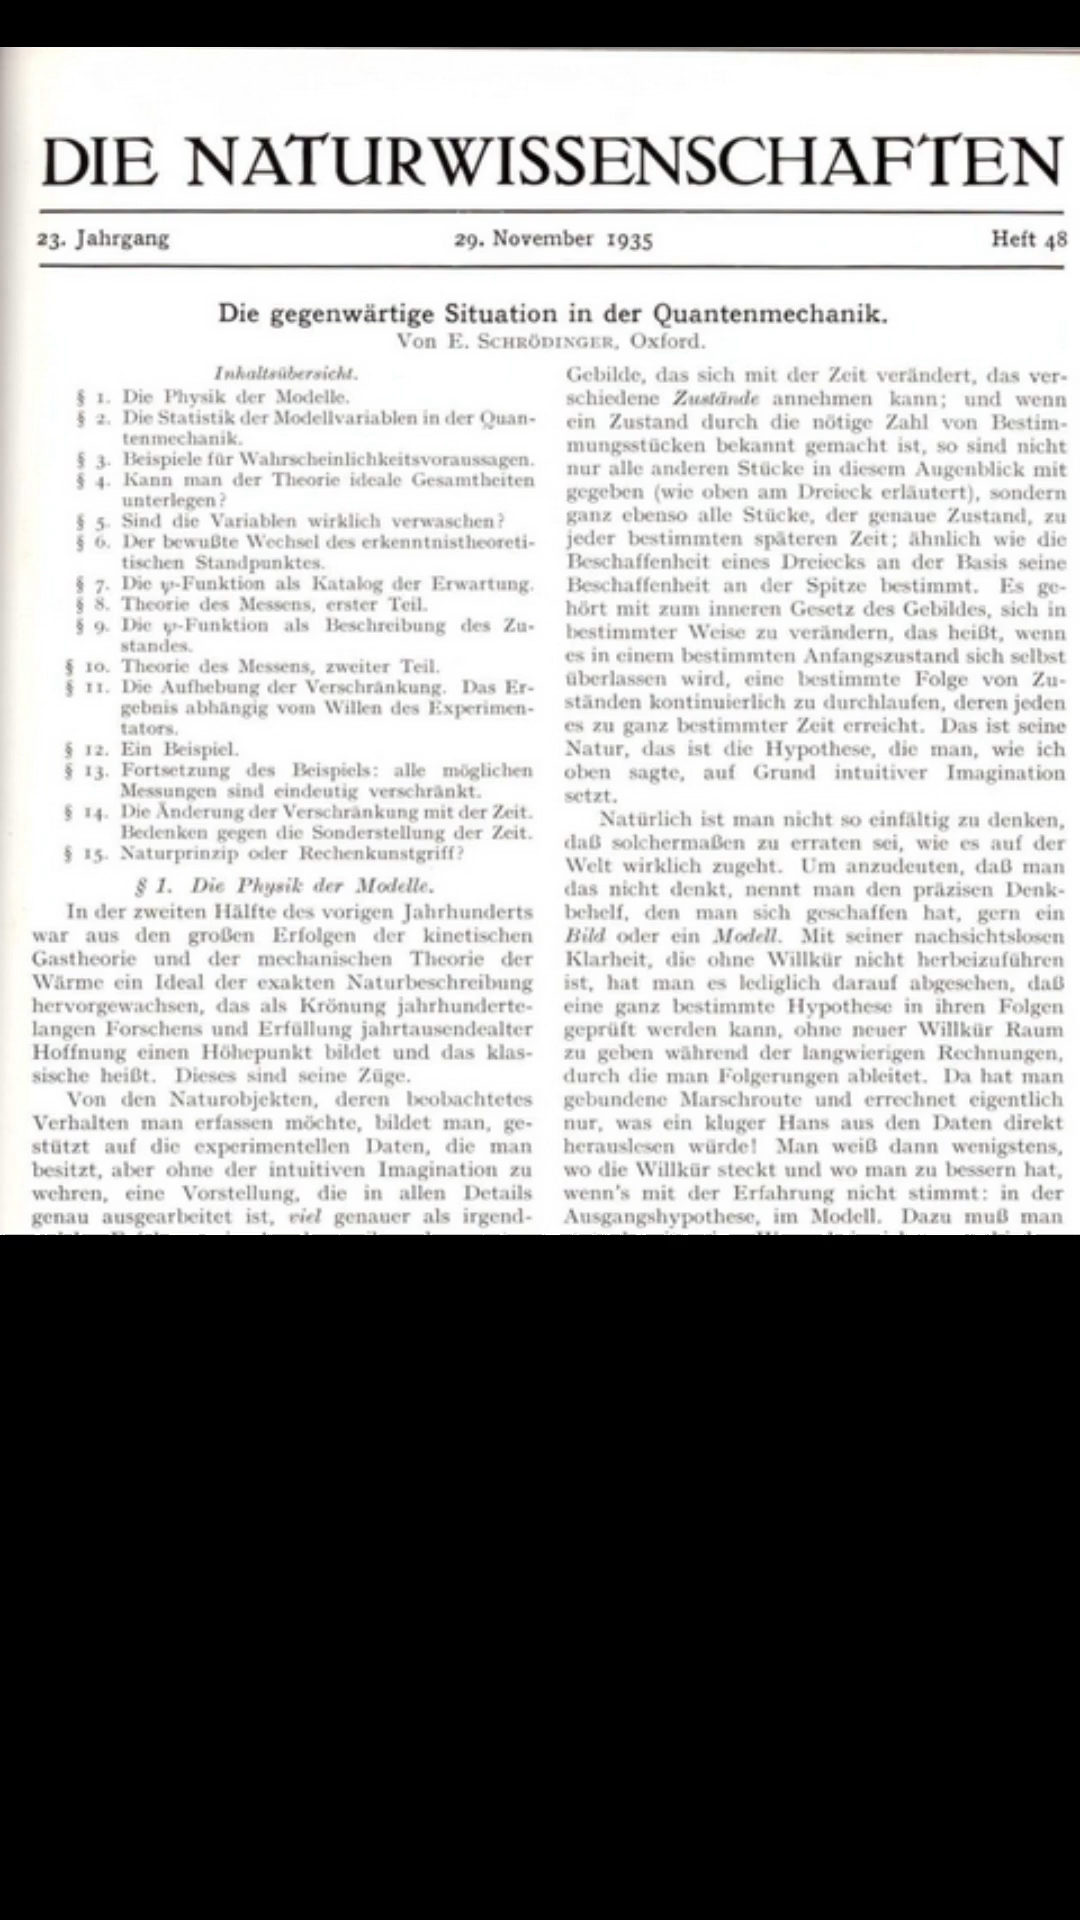 DIE NATURWISSENSCHAFTEN
23. Jahrgang 29. November 1935 Heft 48
Die gegenwärtige Situation in der Quantenmechanik.
Von E. SCHRÖDINGER, Oxford.
Inhaltsübersicht.
§ 1. Die Physik der Modelle.
§ 2. Die Statistik der Modellvariablen in der Quan-
tenmechanik.
§ 3. Beispiele für Wahrscheinlichkeitsvoraussagen.
§ 4. Kann man der Theorie ideale Gesamtheiten
unterlegen?
§ 5. Sind die Variablen wirklich verwaschen?
§ 6. Der bewußte Wechsel des erkenntnistheoreti-
tischen Standpunktes.
§ 7. Die ψ-Funktion als Katalog der Erwartung.
§ 8. Theorie des Messens, erster Teil.
§ 9. Die ψ-Funktion als Beschreibung des Zu-
standes.
§ 10. Theorie des Messens, zweiter Teil.
§ 11. Die Aufhebung der Verschränkung. Das Er-
gebnis abhängig vom Willen des Experimen-
tators.
§ 12. Ein Beispiel.
§ 13. Fortsetzung des Beispiels: alle möglichen
Messungen sind eindeutig verschränkt.
§ 14. Die Änderung der Verschränkung mit der Zeit.
Bedenken gegen die Sonderstellung der Zeit.
§ 15. Naturprinzip oder Rechenkunstgriff?
§ 1. Die Physik der Modelle.
In der zweiten Hälfte des vorigen Jahrhunderts
war aus den großen Erfolgen der kinetischen
Gastheorie und der mechanischen Theorie der
Wärme ein Ideal der exakten Naturbeschreibung
hervorgewachsen, das als Krönung jahrhunderte-
langen Forschens und Erfüllung jahrtausendealter
Hoffnung einen Höhepunkt bildet und das klas-
sische heißt. Dieses sind seine Züge.
Von den Naturobjekten, deren beobachtetes
Verhalten man erfassen möchte, bildet man, ge-
stützt auf die experimentellen Daten, die man
besitzt, aber ohne der intuitiven Imagination zu
wehren, eine Vorstellung, die in allen Details
genau ausgearbeitet ist, viel genauer als irgend-
Gebilde, das sich mit der Zeit verändert, das ver-
schiedene Zustände annehmen kann; und wenn
ein Zustand durch die nötige Zahl von Bestim-
mungsstücken bekannt gemacht ist, so sind nicht
nur alle anderen Stücke in diesem Augenblick mit
gegeben (wie oben am Dreieck erläutert), sondern
ganz ebenso alle Stücke, der genaue Zustand, zu
jeder bestimmten späteren Zeit; ähnlich wie die
Beschaffenheit eines Dreiecks an der Basis seine
Beschaffenheit an der Spitze bestimmt. Es ge-
hört mit zum inneren Gesetz des Gebildes, sich in
bestimmter Weise zu verändern, das heißt, wenn
es in einem bestimmten Anfangszustand sich selbst
überlassen wird, eine bestimmte Folge von Zu-
ständen kontinuierlich zu durchlaufen, deren jeden
es zu ganz bestimmter Zeit erreicht. Das ist seine
Natur, das ist die Hypothese, die man, wie ich
oben sagte, auf Grund intuitiver Imagination
setzt.
Natürlich ist man nicht so einfältig zu denken,
daß solchermaßen zu erraten sei, wie es auf der
Welt wirklich zugeht. Um anzudeuten, daß man
das nicht denkt, nennt man den präzisen Denk-
behelf, den man sich geschaffen hat, gern ein
Bild oder ein Modell. Mit seiner nachsichtslosen
Klarheit, die ohne Willkür nicht herbeizuführen
ist, hat man es lediglich darauf abgesehen, daß
eine ganz bestimmte Hypothese in ihren Folgen
geprüft werden kann, ohne neuer Willkür Raum
zu geben während der langwierigen Rechnungen,
durch die man Folgerungen ableitet. Da hat man
gebundene Marschroute und errechnet eigentlich
nur, was ein kluger Hans aus den Daten direkt
herauslesen würde! Man weiß dann wenigstens,
wo die Willkür steckt und wo man zu bessern hat,
wenn's mit der Erfahrung nicht stimmt: in der
Ausgangshypothese, im Modell. Dazu muß man